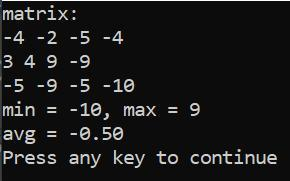 matrix:
-4 -2 -5 -4
3 4 9 -9
-5 -9 -5 -10
min = -10, max = 9
avg = -0.50
Press any key to continue